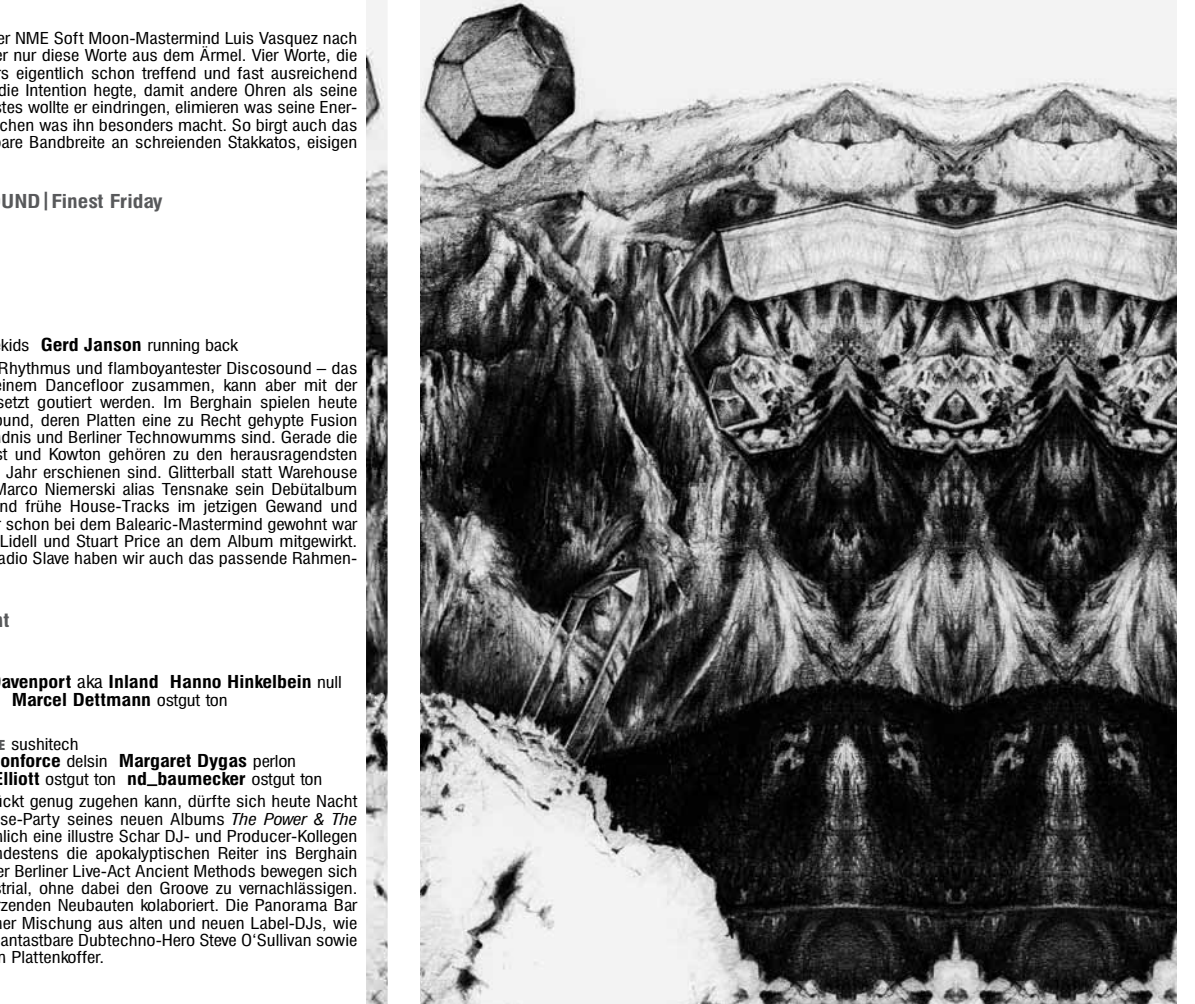 er NME Soft Moon-Mastermind Luis Vasquez nach
er nur diese Worte aus dem Ärmel. Vier Worte, die
rs eigentlich schon treffend und fast ausreichend
die Intention hegte, damit andere Ohren als seine
stes wollte er eindringen, elimieren was seine Ener-
chen was ihn besonders macht. So birgt auch das
bare Bandbreite an schreienden Stakkatos, eisigen
OUND|Finest Friday
ekids Gerd Janson running back
Rhythmus und flamboyantester Discosound – das
einem Dancefloor zusammen, kann aber mit der
setzt goutiert werden. Im Berghain spielen heute
ound, deren Platten eine zu Recht gehypte Fusion
ndnis und Berliner Technowumms sind. Gerade die
st und Kowton gehören zu den herausragendsten
Jahr erschienen sind. Glitterball statt Warehouse
Marco Niemerski alias Tensnake sein Debütalbum
nd frühe House-Tracks im jetzigen Gewand und
r schon bei dem Balearic-Mastermind gewohnt war
Lidell und Stuart Price an dem Album mitgewirkt.
adio Slave haben wir auch das passende Rahmen-
ht
Davenport aka Inland Hanno Hinkelbein null
Marcel Dettmann ostgut ton
E sushitech
onforce delsin Margaret Dygas perlon
Elliott ostgut ton nd_baumecker ostgut ton
ückt genug zugehen kann, dürfte sich heute Nacht
se-Party seines neuen Albums The Power & The
nlich eine illustre Schar DJ- und Producer-Kollegen
ndestens die apokalyptischen Reiter ins Berghain
er Berliner Live-Act Ancient Methods bewegen sich
strial, ohne dabei den Groove zu vernachlässigen.
rzenden Neubauten kolaboriert. Die Panorama Bar
ner Mischung aus alten und neuen Label-DJs, wie
antastbare Dubtechno-Hero Steve O'Sullivan sowie
n Plattenkoffer.